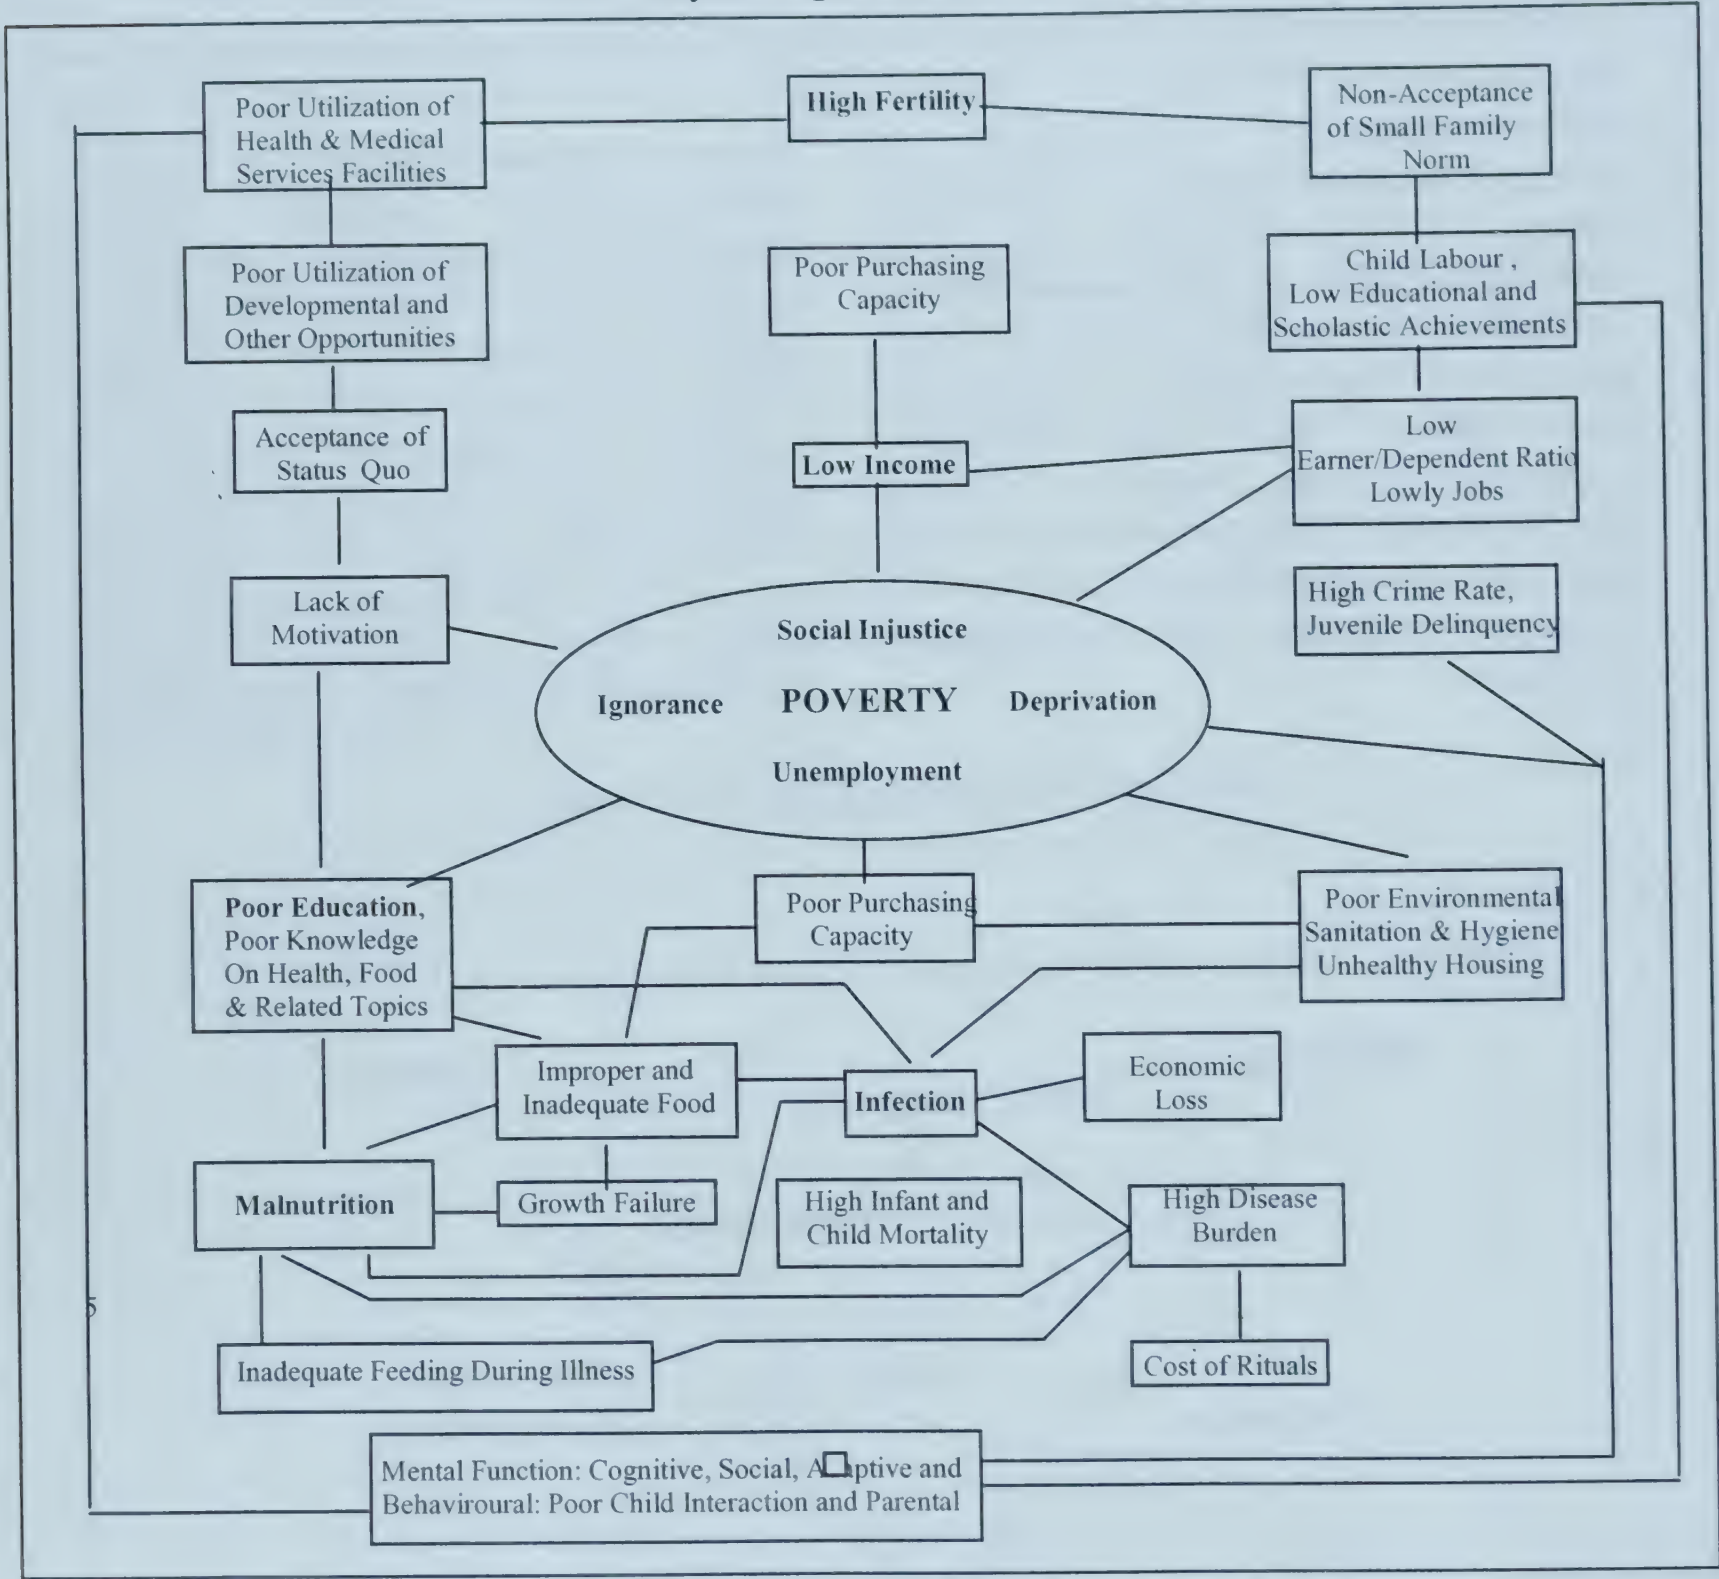 Poor Utilization of
Health & Medical
Services Facilities
High Fertility
Non-Acceptance
of Small Family
Norm
Poor Utilization of
Developmental and
Other Opportunities
Poor Purchasing
Capacity
Child Labour ,
Low Educational and
Scholastic Achievements
Acceptance of
Status Quo
Low Income
Low
Earner/Dependent Ratio
Lowly Jobs
Lack of
Motivation
High Crime Rate,
Juvenile Delinquency
Social Injustice
Ignorance POVERTY Deprivation
Unemployment
Poor Education,
Poor Knowledge
On Health, Food
& Related Topics
Poor Purchasing
Capacity
Poor Environmental
Sanitation & Hygiene
Unhealthy Housing
Improper and
Inadequate Food
Infection
Economic
Loss
Malnutrition
Growth Failure
High Infant and
Child Mortality
High Disease
Burden
5
Inadequate Feeding During Illness
Cost of Rituals
Mental Function: Cognitive, Social, Adaptive and
Behaviroural: Poor Child Interaction and Parental